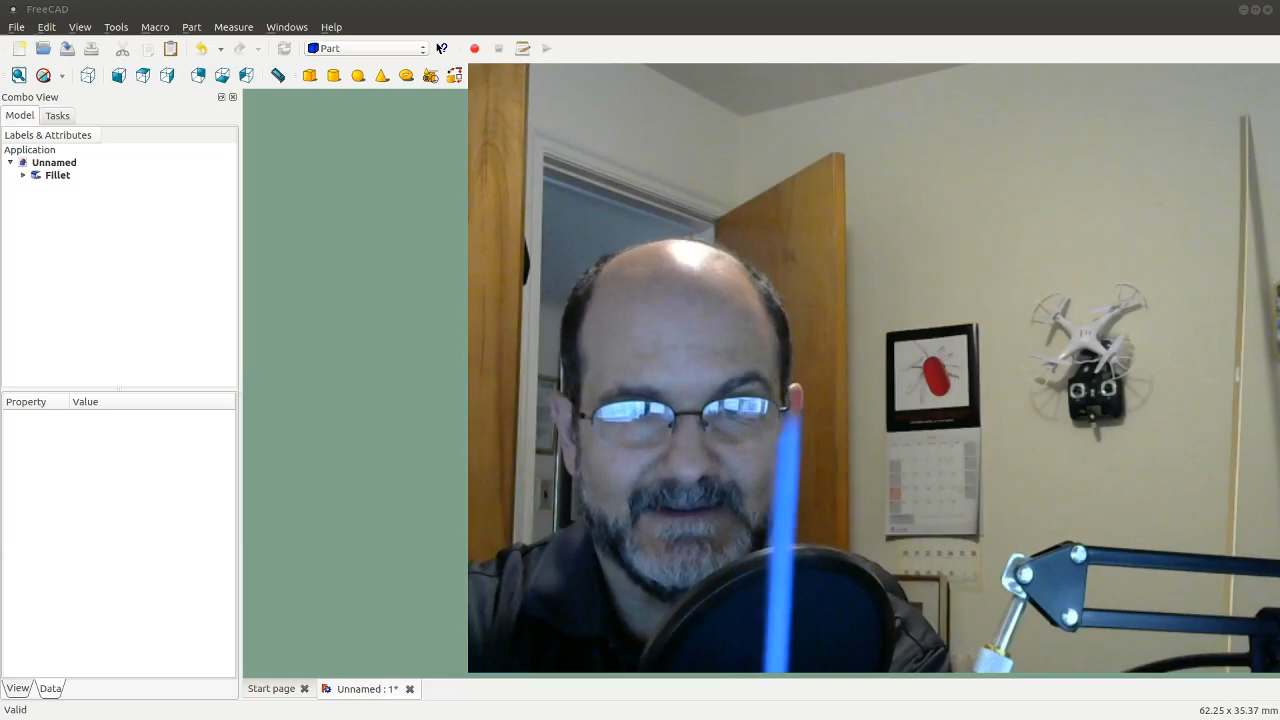 FreeCAD
File Edit View Tools Macro Part Measure Windows Help
Part
Combo View
Model Tasks
Labels & Attributes
Application
Unnamed
Fillet
Property Value
View Data
Start page Unnamed : 1*
Valid 62.25 x 35.37 mm